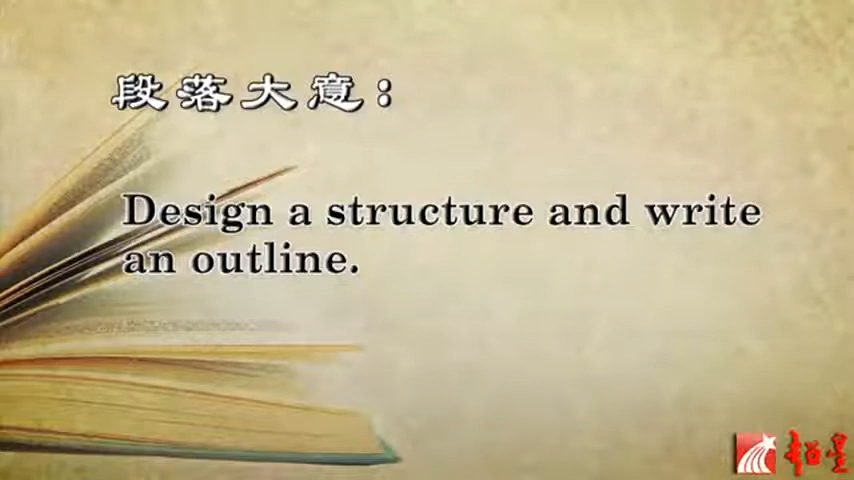 段落大意：
Design a structure and write
an outline.
超星